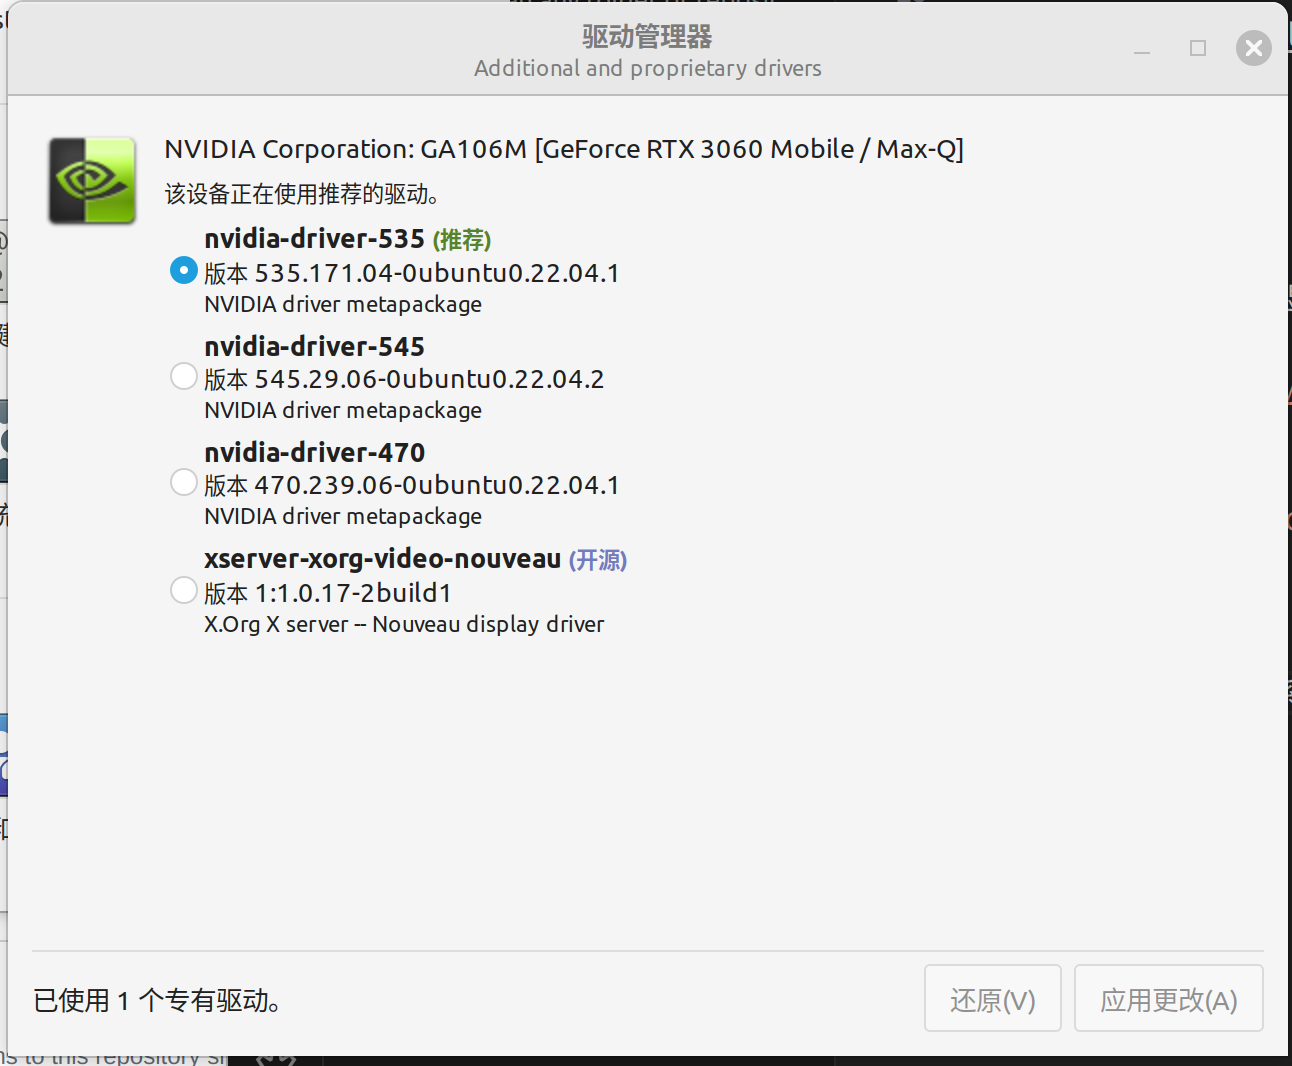 驱动管理器
Additional and proprietary drivers
NVIDIA Corporation: GA106M [GeForce RTX 3060 Mobile / Max-Q]
该设备正在使用推荐的驱动。
nvidia-driver-535 (推荐)
版本 535.171.04-0ubuntu0.22.04.1
NVIDIA driver metapackage
nvidia-driver-545
版本 545.29.06-0ubuntu0.22.04.2
NVIDIA driver metapackage
nvidia-driver-470
版本 470.239.06-0ubuntu0.22.04.1
NVIDIA driver metapackage
xserver-xorg-video-nouveau (开源)
版本 1:1.0.17-2build1
X.Org X server -- Nouveau display driver
已使用 1 个专有驱动。
还原(V)
应用更改(A)
to this repository